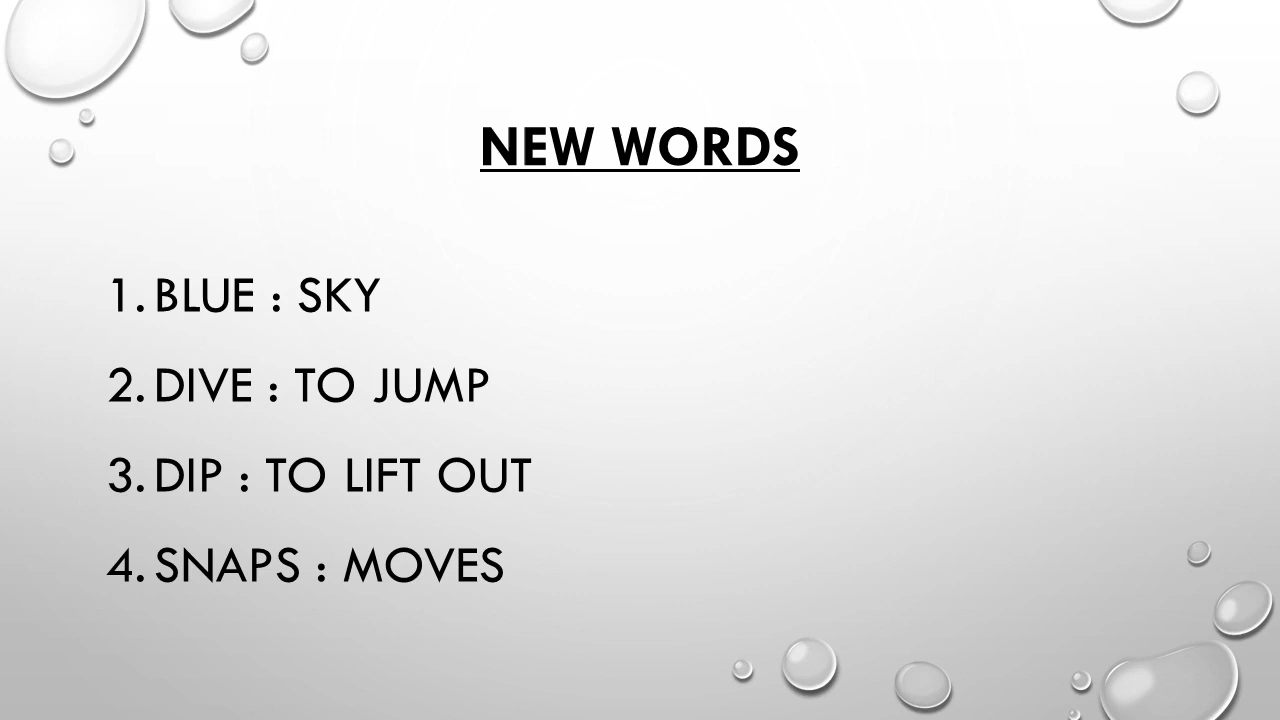 NEW WORDS
1. BLUE : SKY
2. DIVE : TO JUMP
3. DIP : TO LIFT OUT
4. SNAPS : MOVES